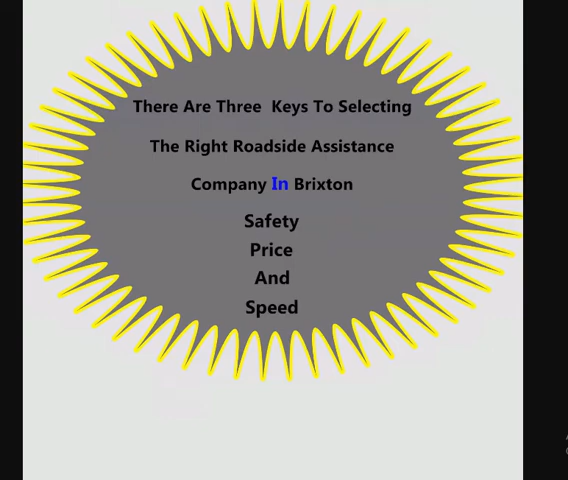 There Are Three Keys To Selecting
The Right Roadside Assistance
Company In Brixton
Safety
Price
And
Speed